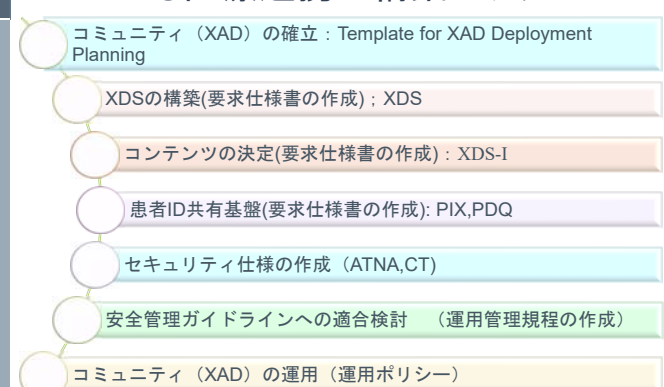 コミュニティ（XAD）の確立：Template for XAD Deployment
Planning
XDSの構築(要求仕様書の作成)；XDS
コンテンツの決定(要求仕様書の作成)：XDS-I
患者ID共有基盤(要求仕様書の作成): PIX,PDQ
セキュリティ仕様の作成（ATNA,CT)
安全管理ガイドラインへの適合検討　（運用管理規程の作成）
コミュニティ（XAD）の運用（運用ポリシー）